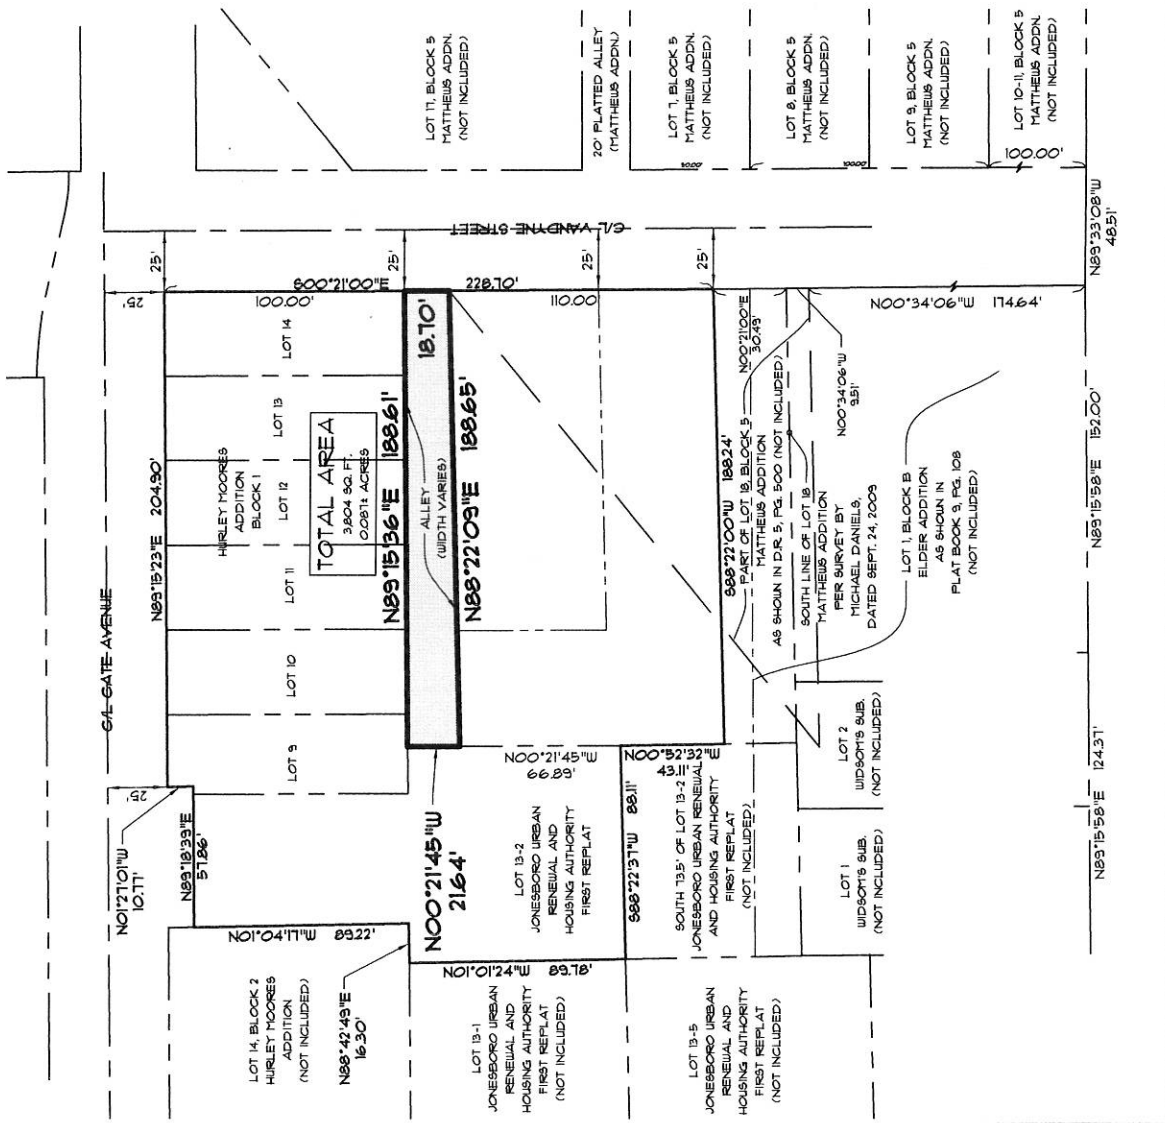 LOT 17, BLOCK 5
MATTHEWS ADDN.
(NOT INCLUDED)
20' PLATTED ALLEY
(MATTHEWS ADDN.)
LOT 7, BLOCK 5
MATTHEWS ADDN.
(NOT INCLUDED)
LOT 8, BLOCK 5
MATTHEWS ADDN.
(NOT INCLUDED)
LOT 9, BLOCK 5
MATTHEWS ADDN.
(NOT INCLUDED)
LOT 10-11, BLOCK 5
MATTHEWS ADDN.
(NOT INCLUDED)
100.00'
C/L VANDYNE STREET
25'
25'
25'
25'
25'
S00°21'00"E
228.70'
N89°33'08"W
48.51'
100.00'
18.70'
110.00
N00°34'06"W 174.64'
C/L GATE AVENUE
N89°15'23"E 204.90'
HURLEY MOORES
ADDITION
BLOCK 1
LOT 14
LOT 13
LOT 12
LOT 11
LOT 10
LOT 9
TOTAL AREA
3,804 SQ. FT.
0.087± ACRES
N89°15'36"E 188.61'
ALLEY
(WIDTH VARIES)
N88°22'09"E 188.65'
S88°22'00"W 188.24'
PART OF LOT 18, BLOCK 5
MATTHEWS ADDITION
AS SHOWN IN D.R. 5, PG. 500 (NOT INCLUDED)
N00°21'00"E
30.49'
SOUTH LINE OF LOT 18
MATTHEWS ADDITION
PER SURVEY BY
MICHAEL DANIELS,
DATED SEPT. 24, 2009
N00°34'06"W
9.51'
LOT 1, BLOCK B
ELDER ADDITION
AS SHOWN IN
PLAT BOOK 9, PG. 108
(NOT INCLUDED)
N89°15'58"E 152.00'
25'
N01°27'01"W
10.77'
N89°18'39"E
57.86'
N00°21'45"W
21.64'
N00°21'45"W
66.89'
N00°52'32"W
43.11'
LOT 13-2
JONESBORO URBAN
RENEWAL AND
HOUSING AUTHORITY
FIRST REPLAT
S88°22'37"W 88.11'
SOUTH 73.5' OF LOT 13-2
JONESBORO URBAN RENEWAL
AND HOUSING AUTHORITY
FIRST REPLAT
(NOT INCLUDED)
LOT 2
WIDSOM'S SUB.
(NOT INCLUDED)
LOT 1
WIDSOM'S SUB.
(NOT INCLUDED)
N89°15'58"E 124.37'
N01°04'17"W 89.22'
N01°01'24"W 89.78'
LOT 14, BLOCK 2
HURLEY MOORES
ADDITION
(NOT INCLUDED)
N88°42'49"E
16.30'
LOT 13-1
JONESBORO URBAN
RENEWAL AND
HOUSING AUTHORITY
FIRST REPLAT
(NOT INCLUDED)
LOT 13-5
JONESBORO URBAN
RENEWAL AND
HOUSING AUTHORITY
FIRST REPLAT
(NOT INCLUDED)